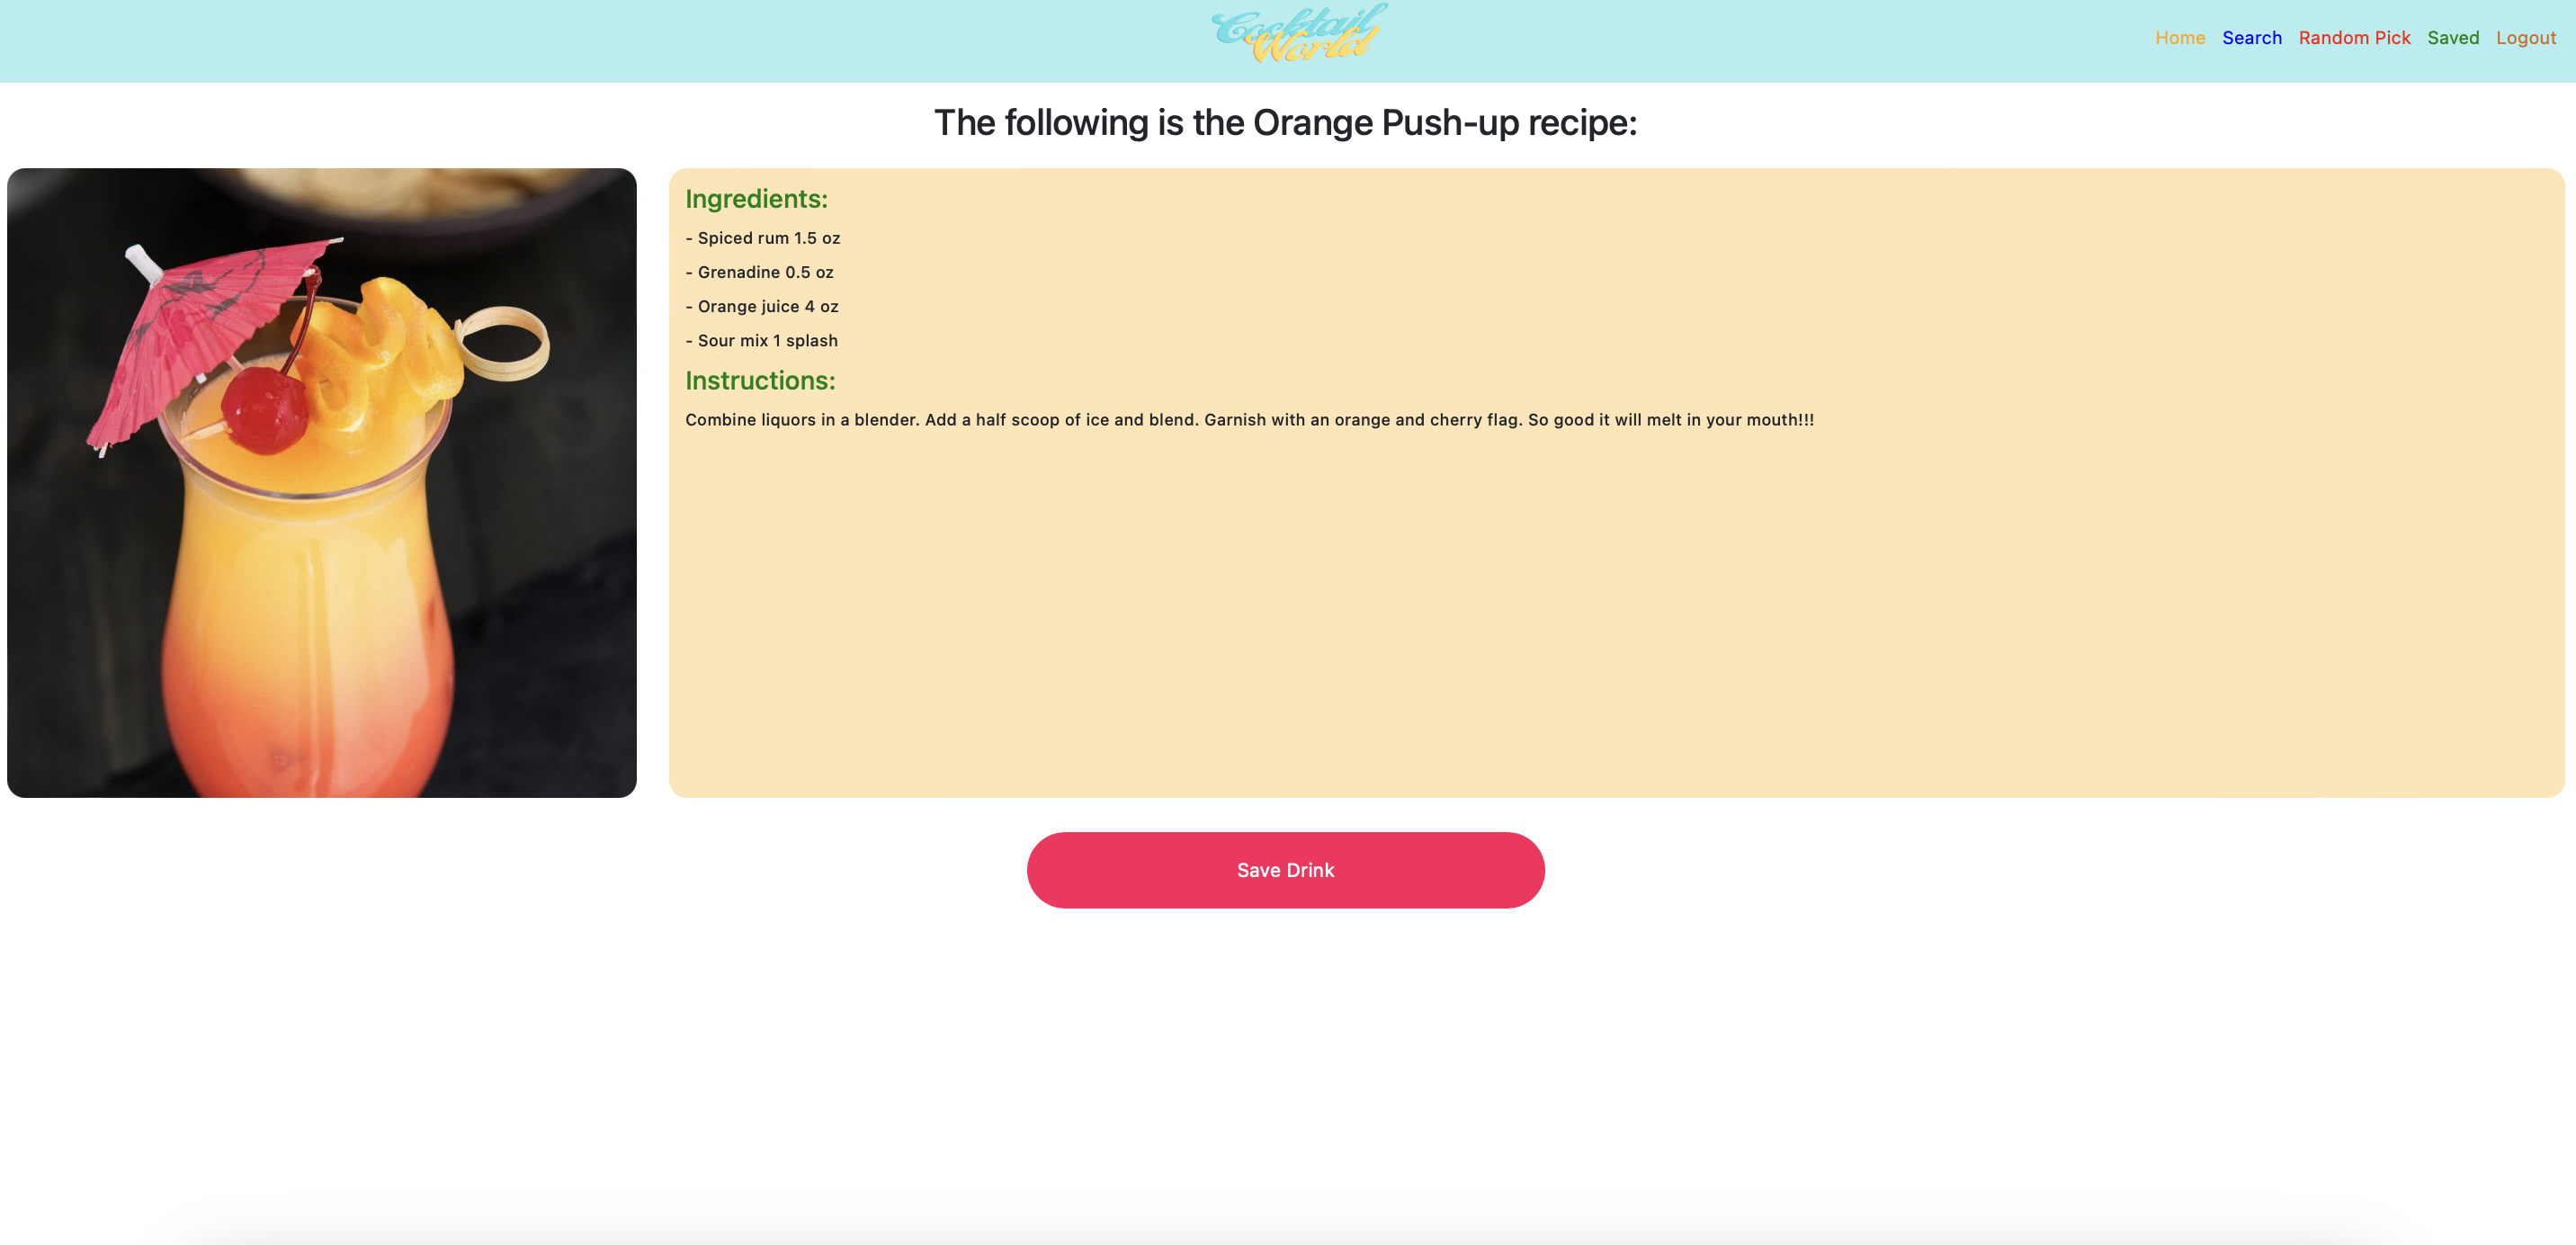 Cocktail
World
Home Search Random Pick Saved Logout
The following is the Orange Push-up recipe:
Ingredients:
- Spiced rum 1.5 oz
- Grenadine 0.5 oz
- Orange juice 4 oz
- Sour mix 1 splash
Instructions:
Combine liquors in a blender. Add a half scoop of ice and blend. Garnish with an orange and cherry flag. So good it will melt in your mouth!!!
Save Drink